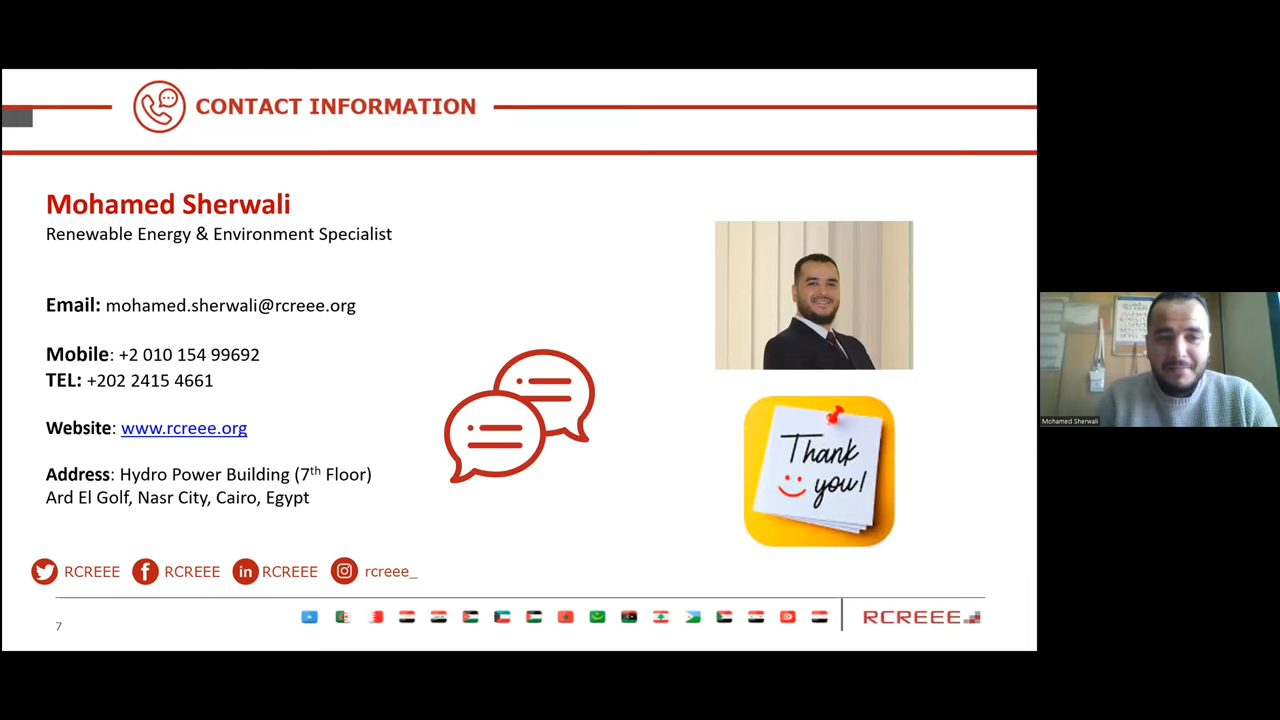 CONTACT INFORMATION
Mohamed Sherwali
Renewable Energy & Environment Specialist
Email: mohamed.sherwali@rcreee.org
Mobile: +2 010 154 99692
TEL: +202 2415 4661
Website: www.rcreee.org
Address: Hydro Power Building (7th Floor)
Ard El Golf, Nasr City, Cairo, Egypt
Thank
you!
Mohamed Sherwali
RCREEE RCREEE RCREEE rcreee_
RCREEE
7